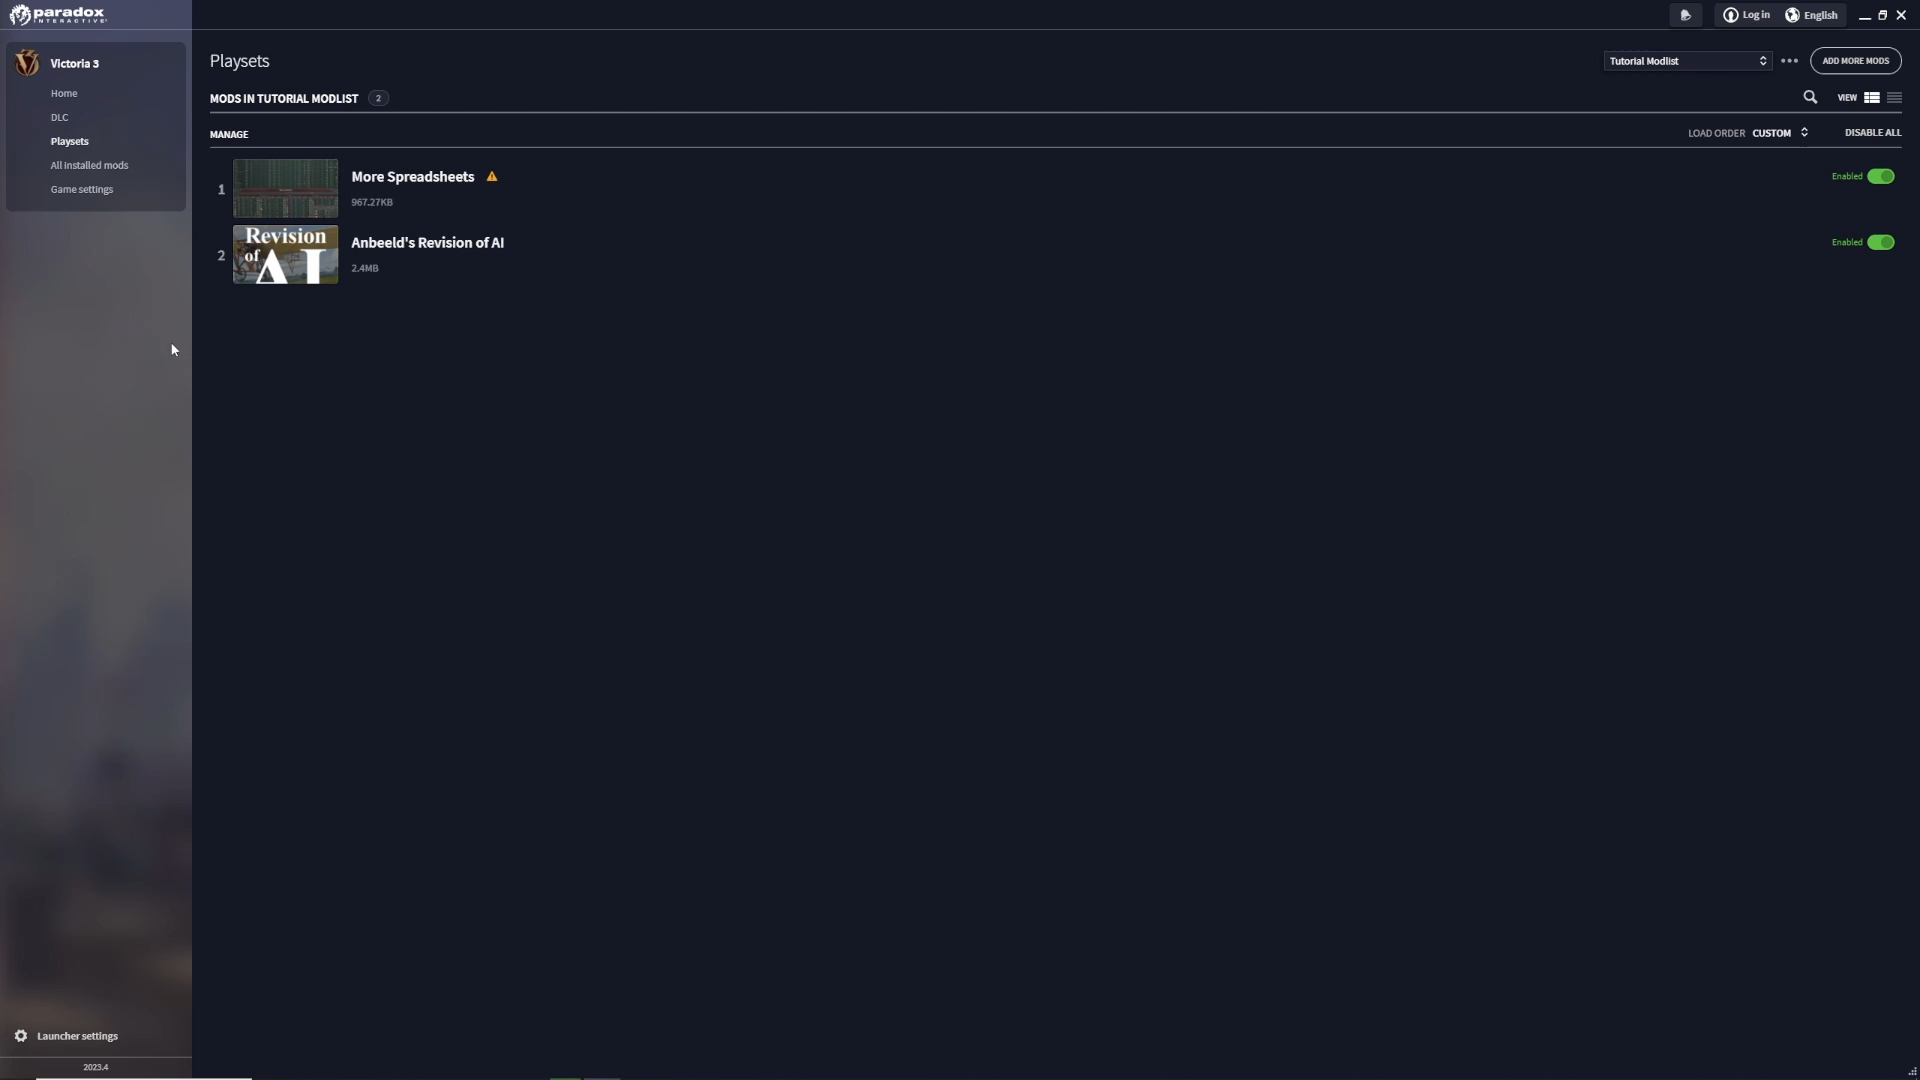 paradox
INTERACTIVE
Log in
English
Victoria 3
Home
DLC
Playsets
All installed mods
Game settings
Playsets
Tutorial Modlist
ADD MORE MODS
MODS IN TUTORIAL MODLIST 2
VIEW
MANAGE
LOAD ORDER CUSTOM
DISABLE ALL
1
More Spreadsheets
967.27KB
Enabled
2
Revision
of
AI
Anbeeld's Revision of AI
2.4MB
Enabled
Launcher settings
2023.4